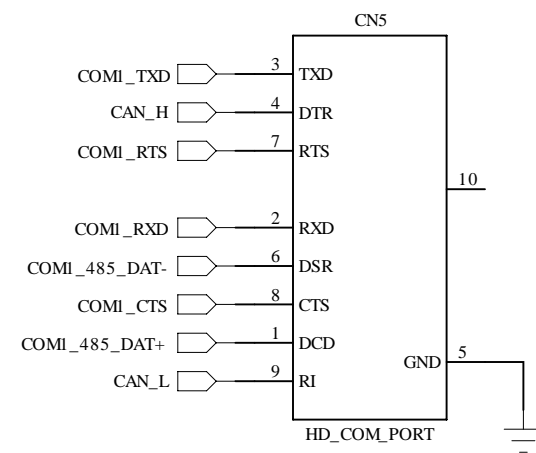 CN5
COM1_TXD 3 TXD
CAN_H 4 DTR
COM1_RTS 7 RTS
10
COM1_RXD 2 RXD
COM1_485_DAT- 6 DSR
COM1_CTS 8 CTS
COM1_485_DAT+ 1 DCD
GND 5
CAN_L 9 RI
HD_COM_PORT